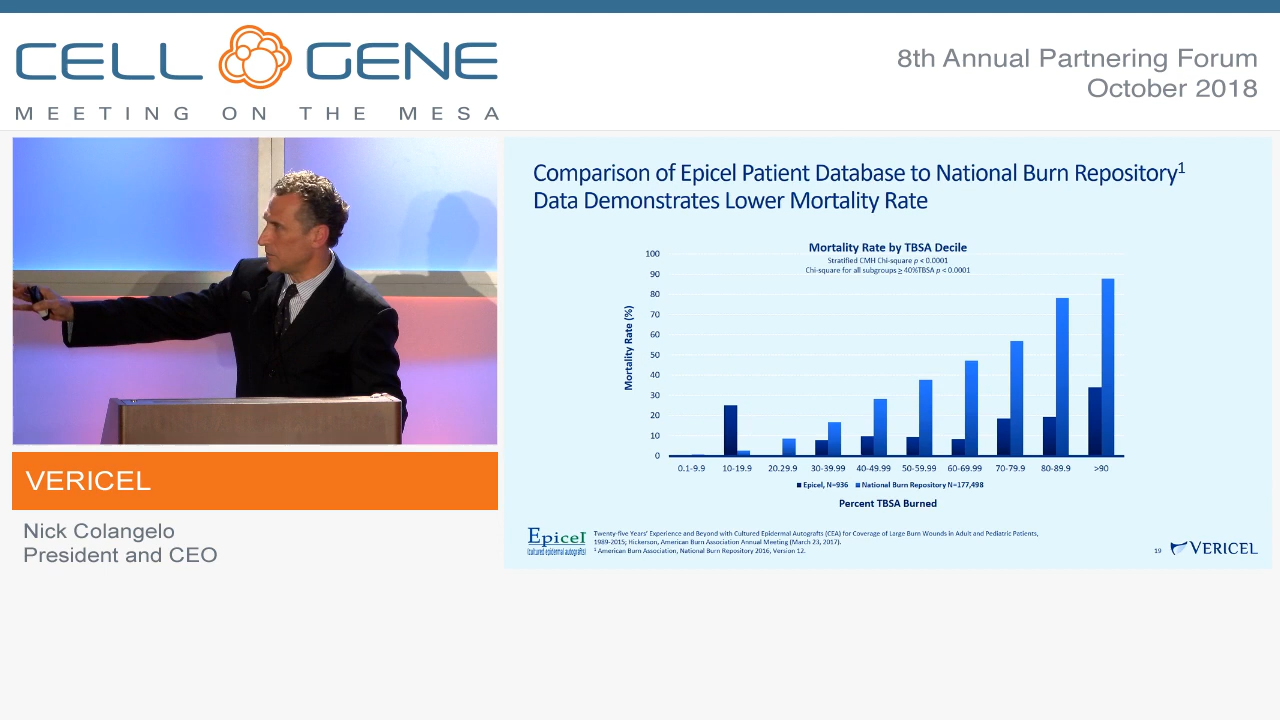 CELL GENE
MEETING ON THE MESA
8th Annual Partnering Forum
October 2018
Comparison of Epicel Patient Database to National Burn Repository1
Data Demonstrates Lower Mortality Rate
Mortality Rate by TBSA Decile
Stratified CMH Chi-square p < 0.0001
Chi-square for all subgroups ≥ 40%TBSA p < 0.0001
Mortality Rate (%)
100
90
80
70
60
50
40
30
20
10
0
0.1-9.9 10-19.9 20.29.9 30-39.99 40-49.99 50-59.99 60-69.99 70-79.9 80-89.9 >90
Epicel, N=936 National Burn Repository N=177,498
Percent TBSA Burned
Epicel
(cultured epidermal autografts)
Twenty-five Years' Experience and Beyond with Cultured Epidermal Autografts (CEA) for Coverage of Large Burn Wounds in Adult and Pediatric Patients,
1989-2015; Hickerson, American Burn Association Annual Meeting (March 23, 2017).
1 American Burn Association, National Burn Repository 2016, Version 12.
19 VERICEL
VERICEL
Nick Colangelo
President and CEO